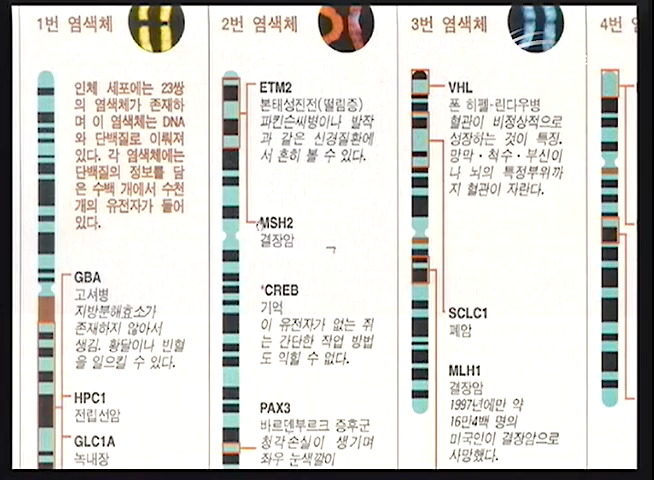 1번 염색체
인체 세포에는 23쌍
의 염색체가 존재하
며 이 염색체는 DNA
와 단백질로 이뤄져
있다. 각 염색체에는
단백질의 정보를 담
은 수백 개에서 수천
개의 유전자가 들어
있다.
GBA
고셔병
지방분해효소가
존재하지 않아서
생김. 황달이나 빈혈
을 일으킬 수 있다.
HPC1
전립선암
GLC1A
녹내장
2번 염색체
ETM2
본태성진전(떨림증)
파킨슨씨병이나 발작
과 같은 신경질환에
서 흔히 볼 수 있다.
MSH2
결장암
*CREB
기억
이 유전자가 없는 쥐
는 간단한 작업 방법
도 익힐 수 없다.
PAX3
바르덴부르크 증후군
청각손실이 생기며
좌우 눈색깔이
3번 염색체
VHL
폰 히펠-린다우병
혈관이 비정상적으로
성장하는 것이 특징.
망막·척수·부신이
나 뇌의 특정부위까
지 혈관이 자란다.
SCLC1
폐암
MLH1
결장암
1997년에만 약
16만4백 명의
미국인이 결장암으로
사망했다.
4번